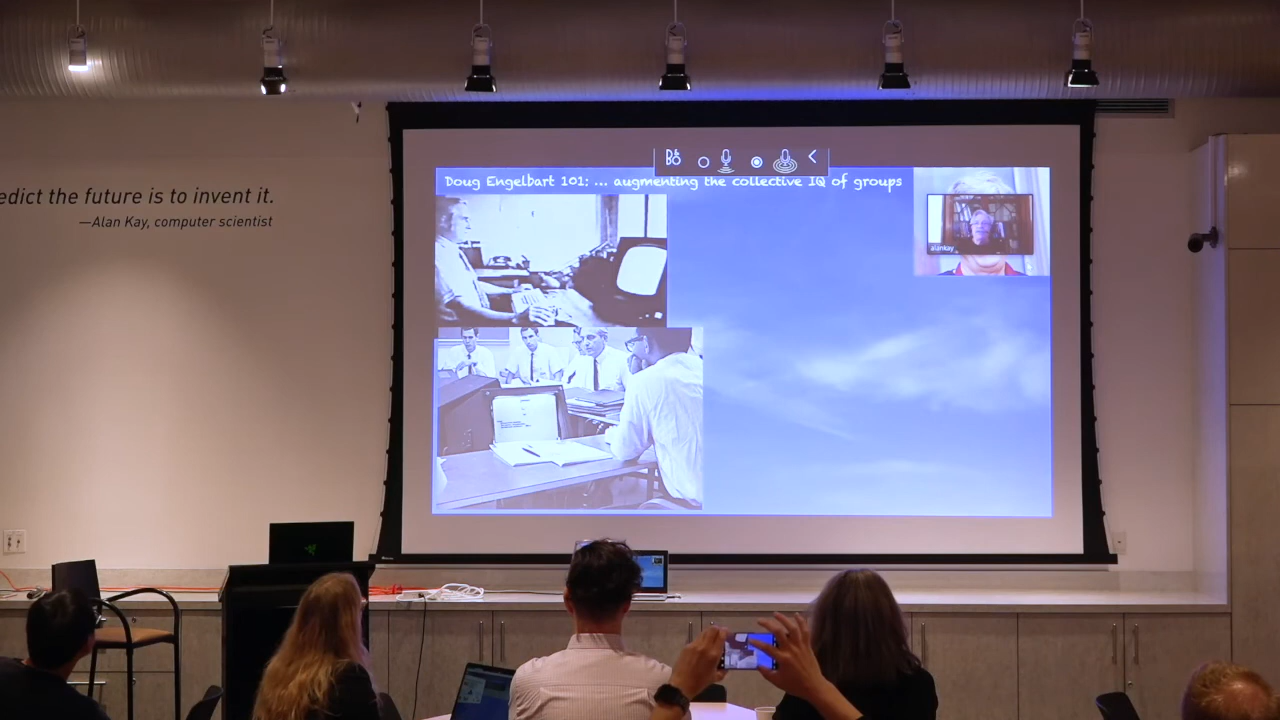 edict the future is to invent it.
—Alan Kay, computer scientist
Doug Engelbart 101: ... augmenting the collective IQ of groups
alankay